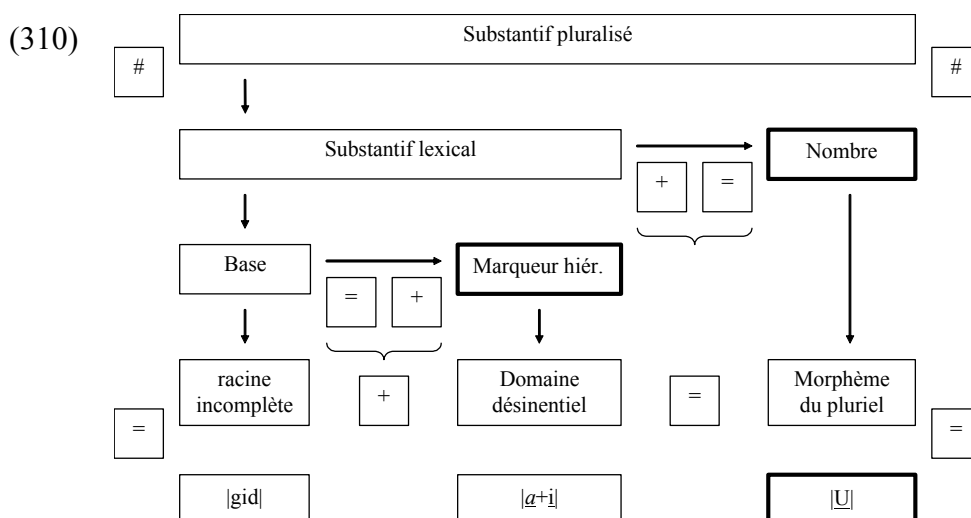 (310)
Substantif pluralisé
# #
Substantif lexical Nombre
+ =
Base Marqueur hiér.
= +
racine
incomplète
+
Domaine
désinentiel
=
Morphème
du pluriel
= =
|gid| |a+i| |U|